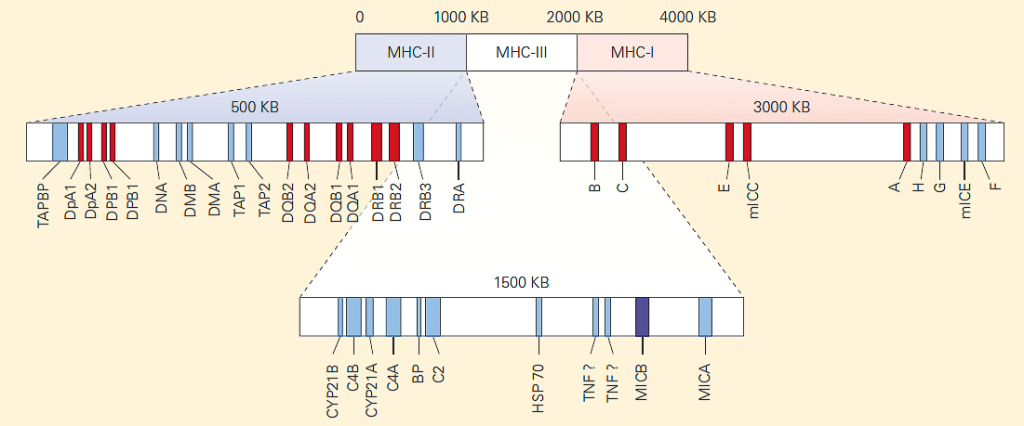 0 1000 KB 2000 KB 4000 KB
MHC-II MHC-III MHC-I
500 KB
3000 KB
TAPBP
DpA1
DpA2
DPB1
DPB1
DNA
DMB
DMA
TAP1
TAP2
DQB2
DQA2
DQB1
DQA1
DRB1
DRB2
DRB3
DRA
B
C
E
mICC
A
H
G
mICE
F
1500 KB
CYP21B
C4B
CYP21A
C4A
BP
C2
HSP 70
TNF ?
TNF ?
MICB
MICA